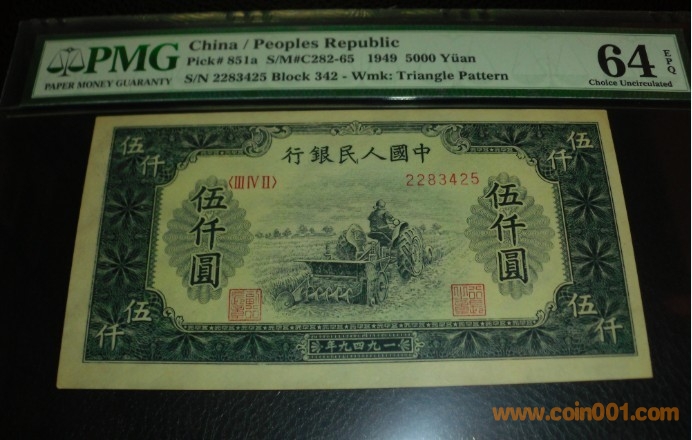 PMG
PAPER MONEY GUARANTY
China / Peoples Republic
Pick# 851a S/M#C282-65 1949 5000 Yüan
S/N 2283425 Block 342 - Wmk: Triangle Pattern
64 EPQ
Choice Uncirculated
伍仟
伍仟
行銀民人國中
〈III IV II〉
2283425
伍仟圓
伍仟圓
伍仟
伍仟
年九四九一
www.coin001.com